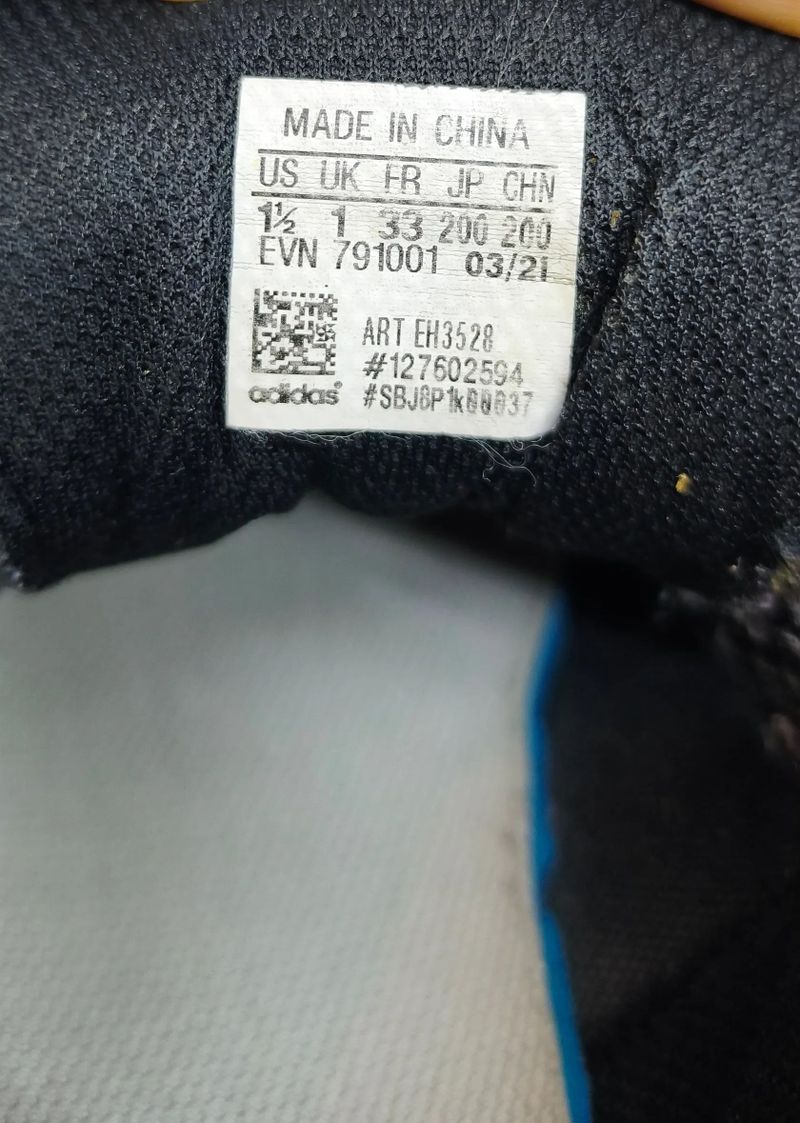 MADE IN CHINA
US UK FR JP CHN
1½ 1 33 200 200
EVN 791001 03/21
ART EH3528
#127602594
adidas®